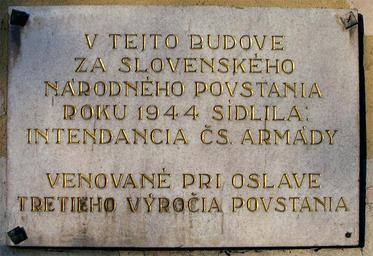 V TEJTO BUDOVE
ZA SLOVENSKÉHO
NÁRODNÉHO POVSTANIA
ROKU 1944 SÍDLILA:
INTENDANCIA ČS. ARMÁDY
VENOVANÉ PRI OSLAVE
TRETIEHO VÝROČIA POVSTANIA